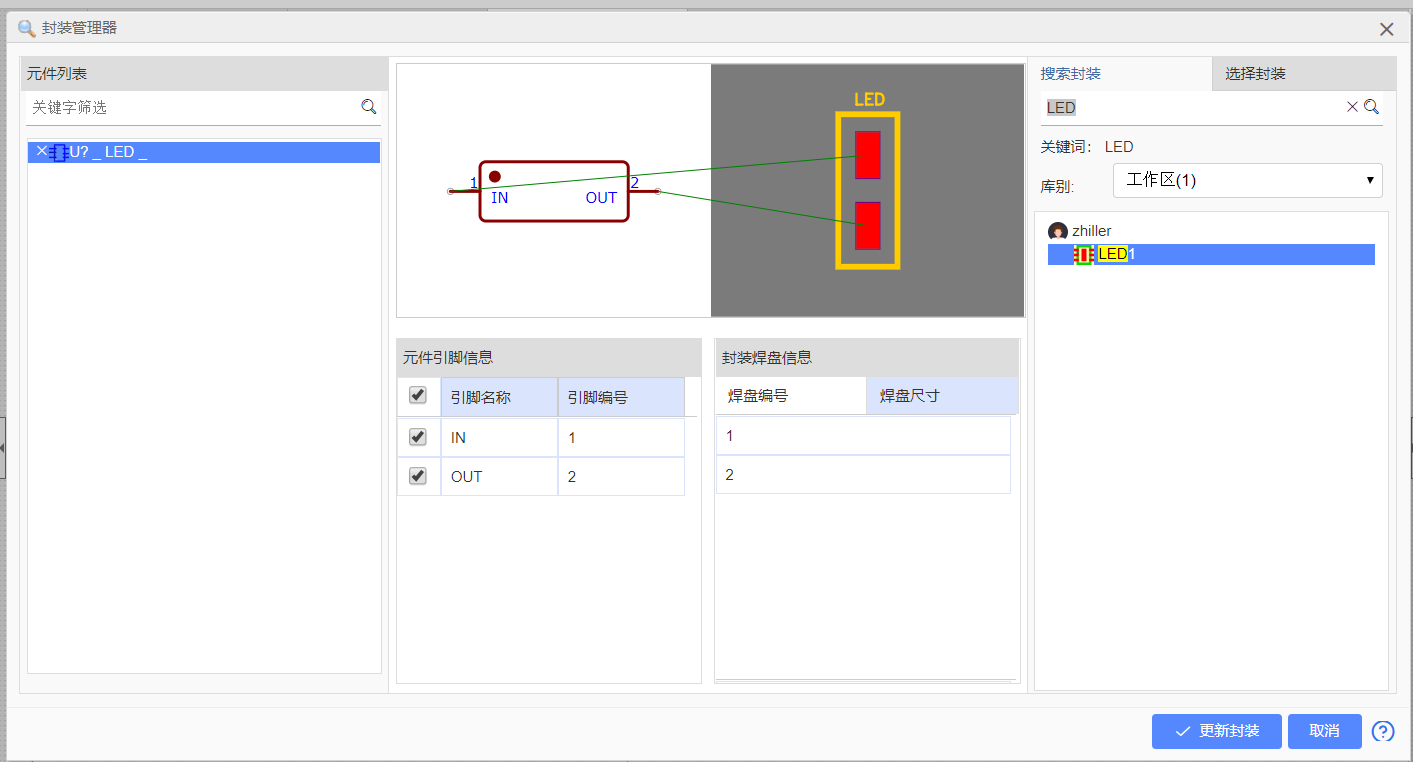 封装管理器
元件列表
关键字筛选
U? _ LED _
LED
1
2
IN
OUT
元件引脚信息
引脚名称 引脚编号
IN 1
OUT 2
封装焊盘信息
焊盘编号 焊盘尺寸
1
2
搜索封装 选择封装
LED
关键词: LED
库别: 工作区(1)
zhiller
LED1
更新封装 取消